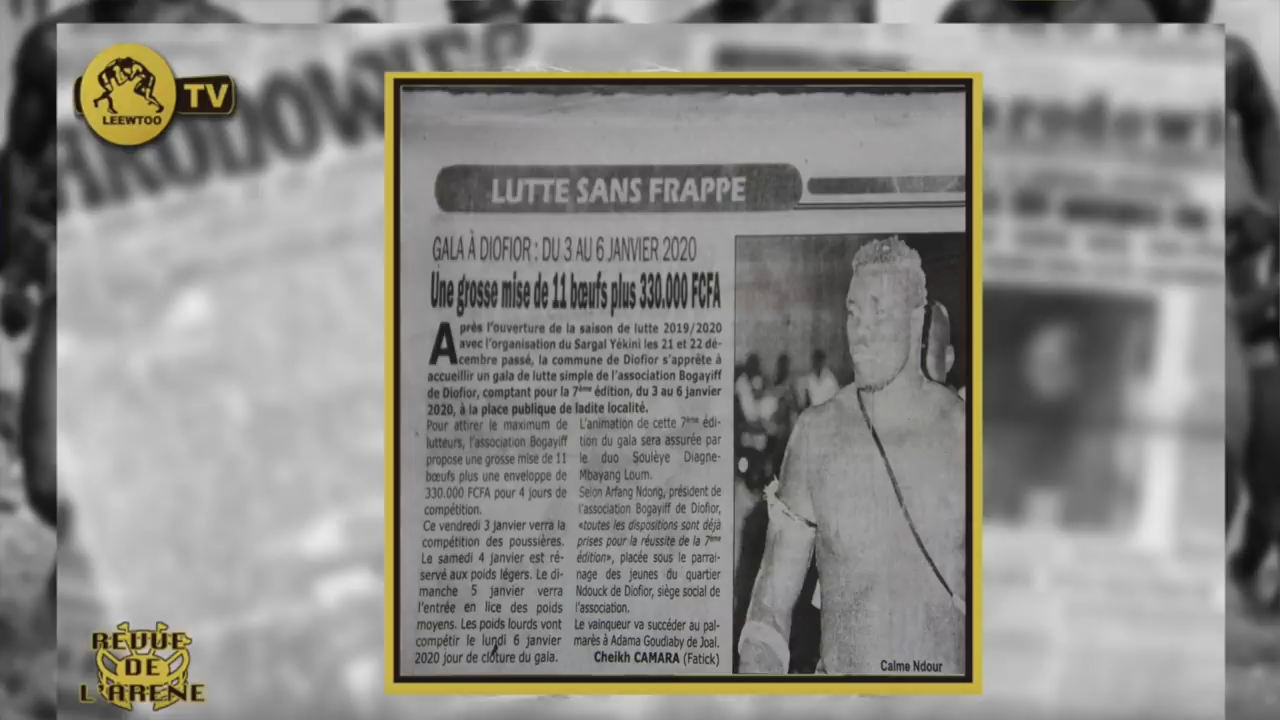 LEEWTOO
TV
LUTTE SANS FRAPPE
GALA À DIOFIOR : DU 3 AU 6 JANVIER 2020
Une grosse mise de 11 bœufs plus 330.000 FCFA
Après l'ouverture de la saison de lutte 2019/2020
avec l'organisation du Sargal Yékini les 21 et 22 dé-
cembre passé, la commune de Diofior s'apprête à
accueillir un gala de lutte simple de l'association Bogayiff
de Diofior, comptant pour la 7ème édition, du 3 au 6 janvier
2020, à la place publique de ladite localité.
Pour attirer le maximum de
lutteurs, l'association Bogayiff
propose une grosse mise de 11
bœufs plus une enveloppe de
330.000 FCFA pour 4 jours de
compétition.
Ce vendredi 3 janvier verra la
compétition des poussières.
Le samedi 4 janvier est ré-
servé aux poids légers. Le di-
manche 5 janvier verra
l'entrée en lice des poids
moyens. Les poids lourds vont
compétir le lundi 6 janvier
2020 jour de clôture du gala.
L'animation de cette 7ème édi-
tion du gala sera assurée par
le duo Soulèye Diagne-
Mbayang Loum.
Selon Arfang Ndong, président de
l'association Bogayiff de Diofior,
«toutes les dispositions sont déjà
prises pour la réussite de la 7ème
édition», placée sous le parrai-
nage des jeunes du quartier
Ndouck de Diofior, siège social de
l'association.
Le vainqueur va succéder au pal-
marès à Adama Goudiaby de Joal.
Cheikh CAMARA (Fatick)
Calme Ndour
REVUE
DE
L'ARENE